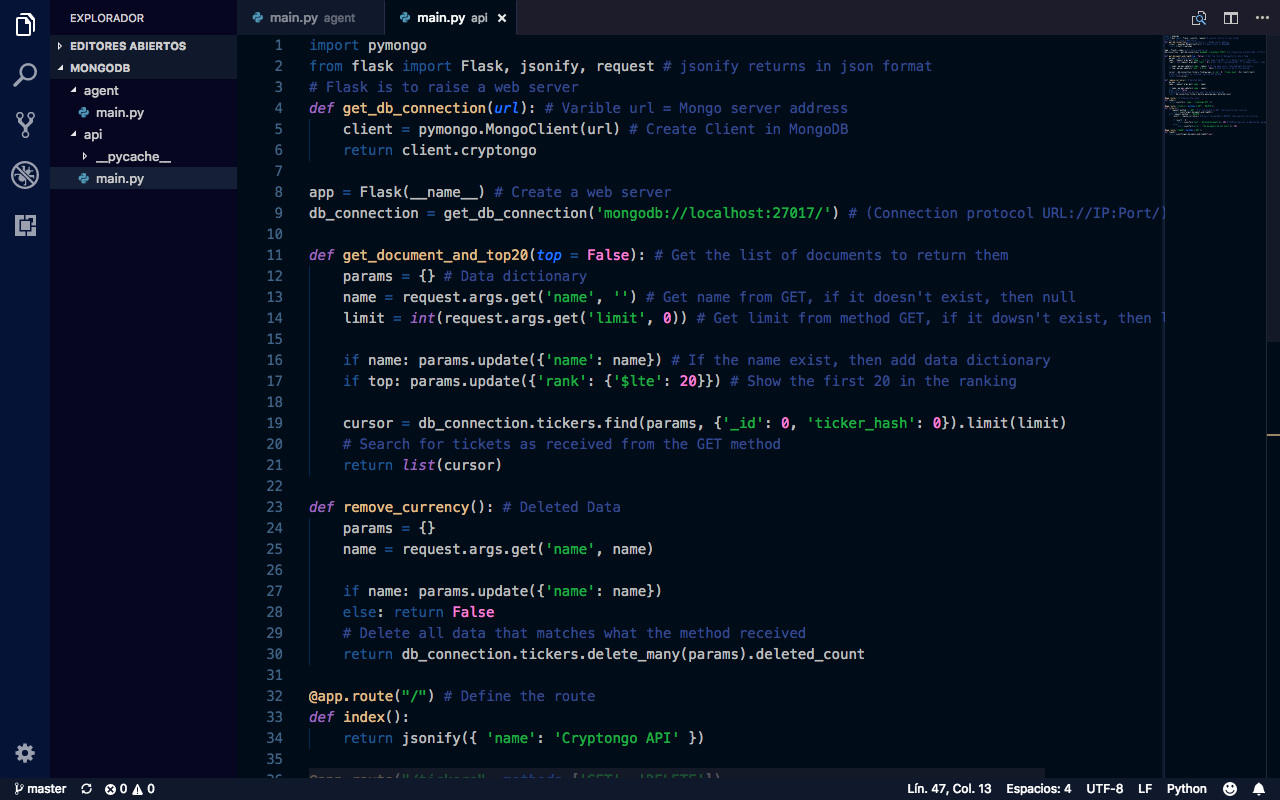 EXPLORADOR
EDITORES ABIERTOS
MONGODB
agent
main.py
api
__pycache__
main.py
main.py agent
main.py api
1 import pymongo
2 from flask import Flask, jsonify, request # jsonify returns in json format
3 # Flask is to raise a web server
4 def get_db_connection(url): # Varible url = Mongo server address
5 client = pymongo.MongoClient(url) # Create Client in MongoDB
6 return client.cryptongo
7
8 app = Flask(__name__) # Create a web server
9 db_connection = get_db_connection('mongodb://localhost:27017/') # (Connection protocol URL://IP:Port/)
10
11 def get_document_and_top20(top = False): # Get the list of documents to return them
12 params = {} # Data dictionary
13 name = request.args.get('name', '') # Get name from GET, if it doesn't exist, then null
14 limit = int(request.args.get('limit', 0)) # Get limit from method GET, if it dowsn't exist, then
15
16 if name: params.update({'name': name}) # If the name exist, then add data dictionary
17 if top: params.update({'rank': {'$lte': 20}}) # Show the first 20 in the ranking
18
19 cursor = db_connection.tickers.find(params, {'_id': 0, 'ticker_hash': 0}).limit(limit)
20 # Search for tickets as received from the GET method
21 return list(cursor)
22
23 def remove_currency(): # Deleted Data
24 params = {}
25 name = request.args.get('name', name)
26
27 if name: params.update({'name': name})
28 else: return False
29 # Delete all data that matches what the method received
30 return db_connection.tickers.delete_many(params).deleted_count
31
32 @app.route("/") # Define the route
33 def index():
34 return jsonify({ 'name': 'Cryptongo API' })
35
master
0 0
Lín. 47, Col. 13
Espacios: 4
UTF-8
LF
Python